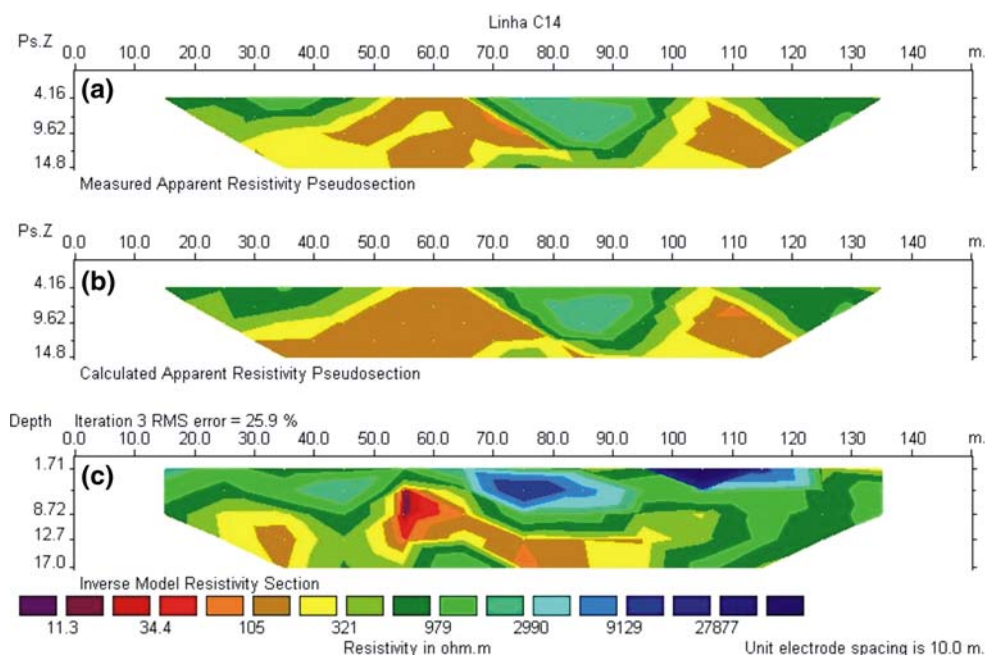 Linha C14
Ps.Z 0.0 10.0 20.0 30.0 40.0 50.0 60.0 70.0 80.0 90.0 100 110 120 130 140 m.
(a)
4.16
9.62
14.8
Measured Apparent Resistivity Pseudosection
Ps.Z 0.0 10.0 20.0 30.0 40.0 50.0 60.0 70.0 80.0 90.0 100 110 120 130 140 m.
(b)
4.16
9.62
14.8
Calculated Apparent Resistivity Pseudosection
Depth Iteration 3 RMS error = 25.9 %
0.0 10.0 20.0 30.0 40.0 50.0 60.0 70.0 80.0 90.0 100 110 120 130 140 m.
1.71
(c)
8.72
12.7
17.0
Inverse Model Resistivity Section
11.3 34.4 105 321 979 2990 9129 27877
Resistivity in ohm.m Unit electrode spacing is 10.0 m.